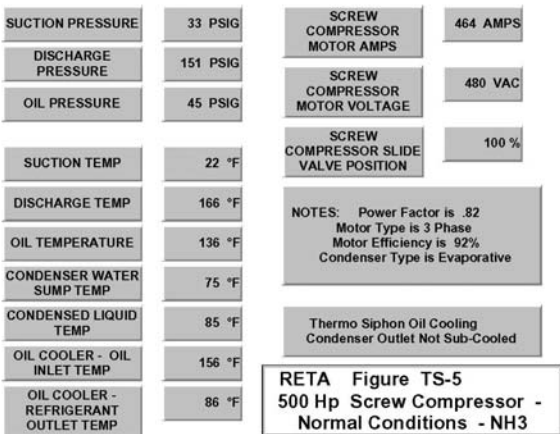 SUCTION PRESSURE
33 PSIG
DISCHARGE
PRESSURE
151 PSIG
OIL PRESSURE
45 PSIG
SUCTION TEMP
22 °F
DISCHARGE TEMP
166 °F
OIL TEMPERATURE
136 °F
CONDENSER WATER
SUMP TEMP
75 °F
CONDENSED LIQUID
TEMP
85 °F
OIL COOLER - OIL
INLET TEMP
156 °F
OIL COOLER -
REFRIGERANT
OUTLET TEMP
86 °F
SCREW
COMPRESSOR
MOTOR AMPS
464 AMPS
SCREW
COMPRESSOR
MOTOR VOLTAGE
480 VAC
SCREW
COMPRESSOR SLIDE
VALVE POSITION
100 %
NOTES: Power Factor is .82
Motor Type is 3 Phase
Motor Efficiency is 92%
Condenser Type is Evaporative
Thermo Siphon Oil Cooling
Condenser Outlet Not Sub-Cooled
RETA Figure TS-5
500 Hp Screw Compressor -
Normal Conditions - NH3